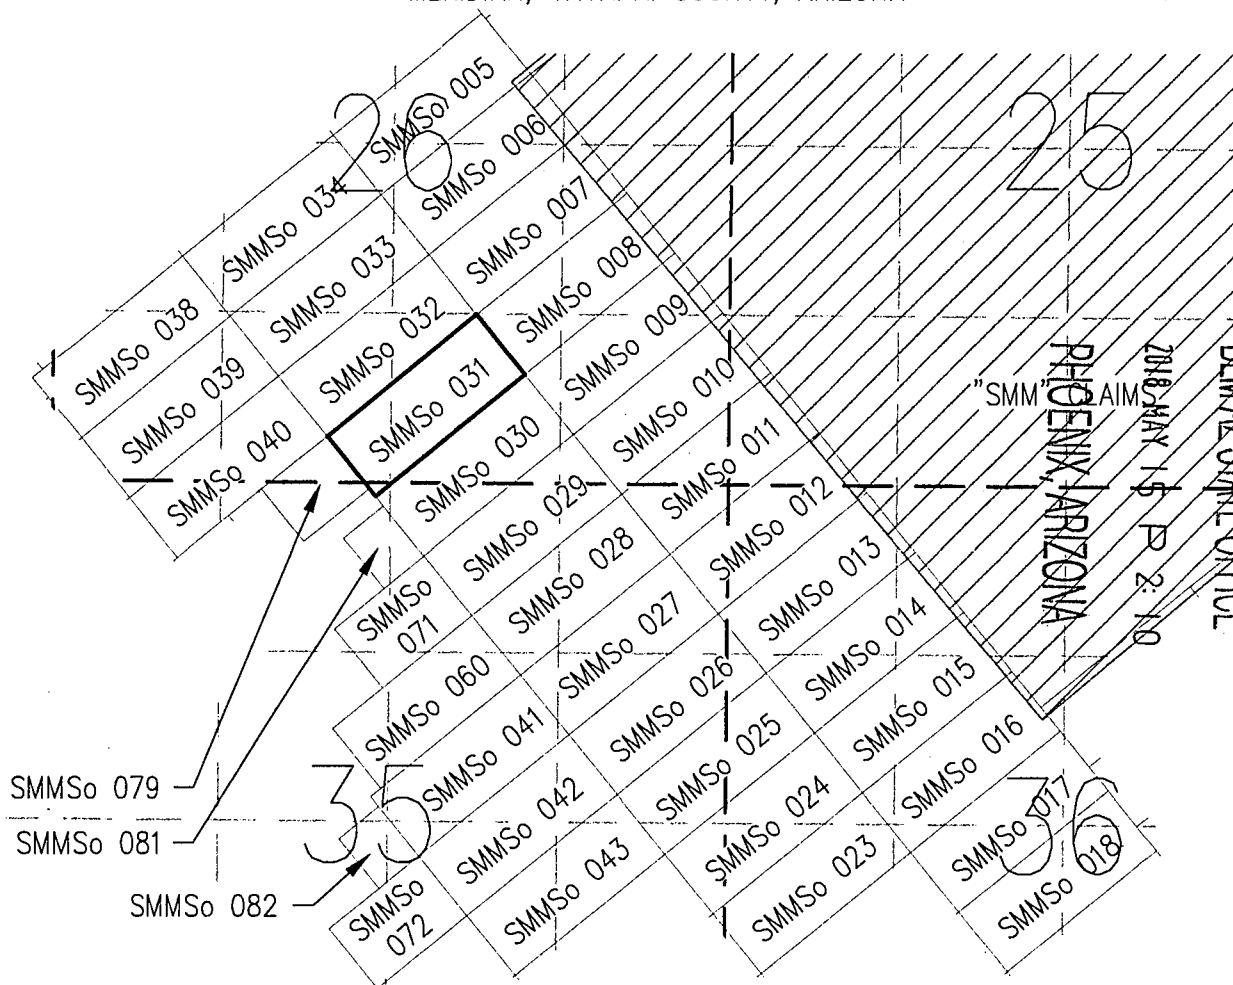 26
25
SMMSo 005
SMMSo 006
SMMSo 007
SMMSo 008
SMMSo 009
SMMSo 010
SMMSo 011
SMMSo 012
SMMSo 013
SMMSo 014
SMMSo 015
SMMSo 016
SMMSo 017
SMMSo 018
SMMSo 034
SMMSo 033
SMMSo 032
SMMSo 031
SMMSo 030
SMMSo 029
SMMSo 028
SMMSo 027
SMMSo 026
SMMSo 025
SMMSo 024
SMMSo 023
SMMSo 038
SMMSo 039
SMMSo 040
SMMSo
071
SMMSo 060
SMMSo 041
SMMSo 042
SMMSo 043
SMMSo
072
SMMSo 079
SMMSo 081
SMMSo 082
35
36
"SMM" CLAIMS
2018 MAY 15 P 2: 10
PHOENIX, ARIZONA